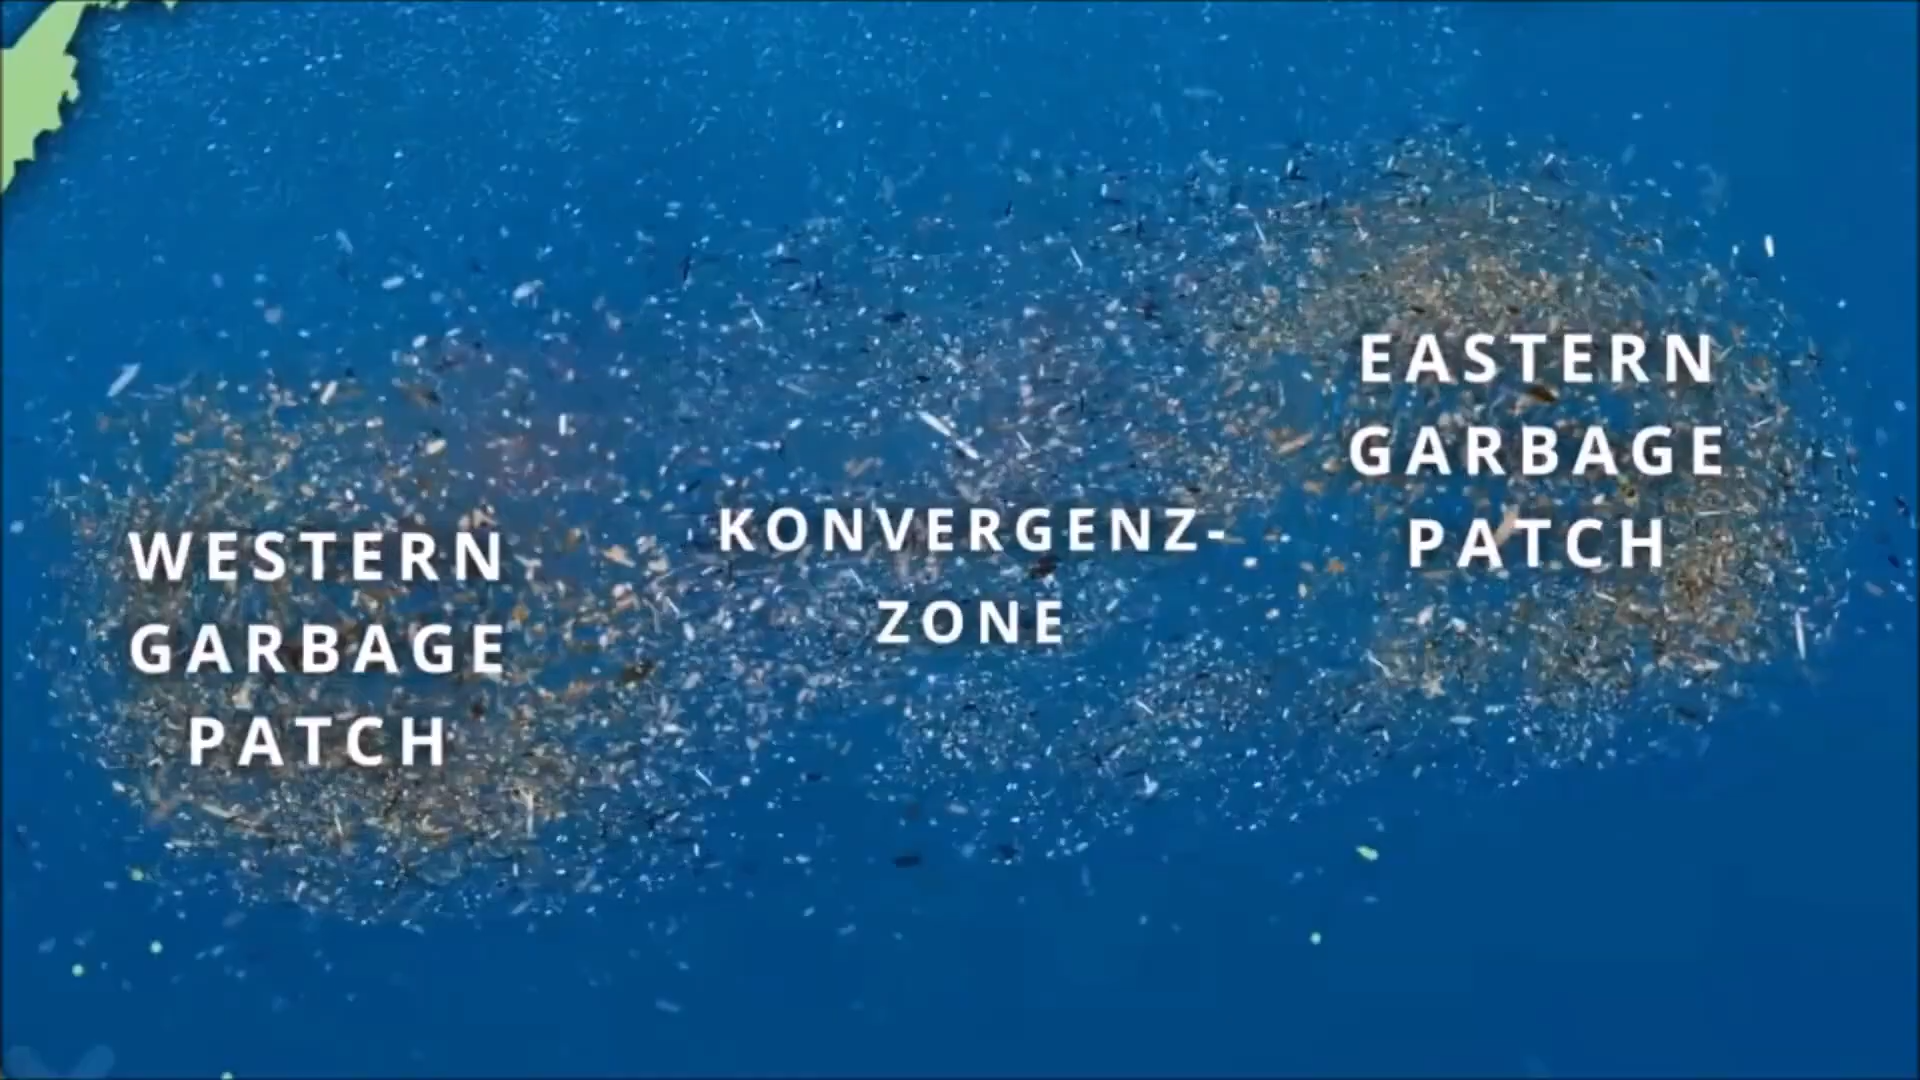 WESTERN
GARBAGE
PATCH
KONVERGENZ-
ZONE
EASTERN
GARBAGE
PATCH